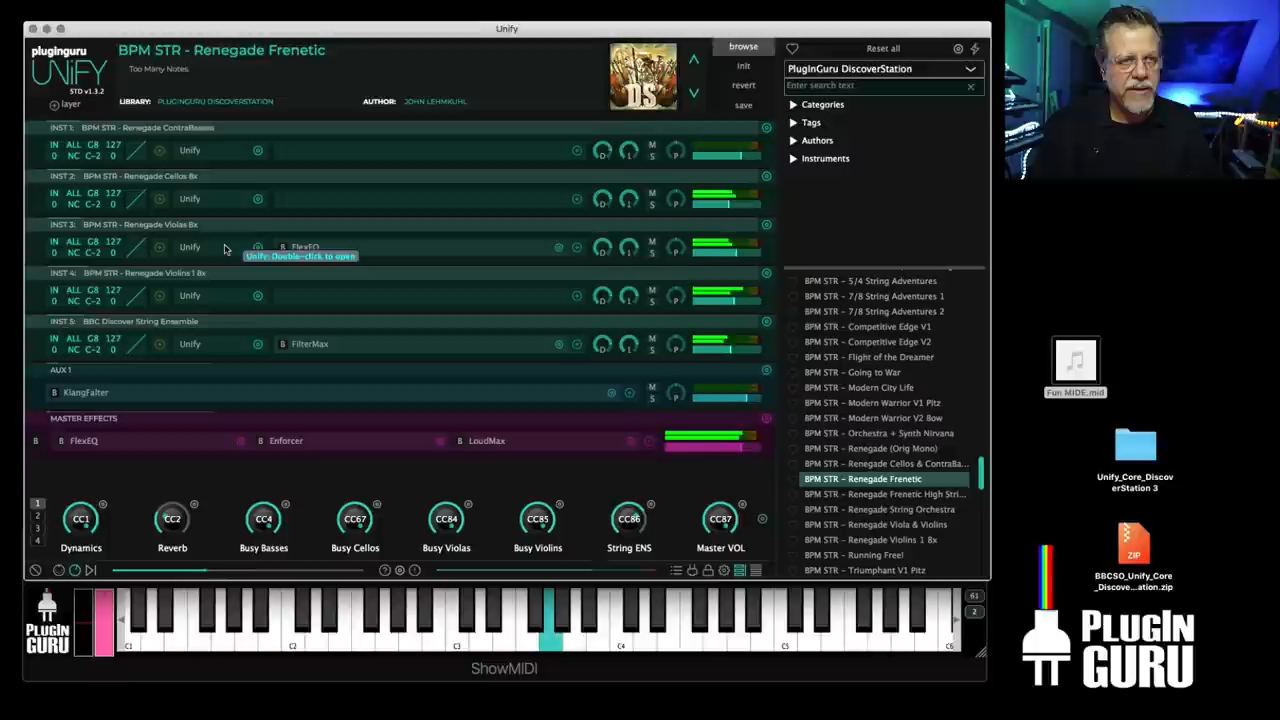 Unify
pluginguru
UNIFY
STD v1.3.2
layer
BPM STR - Renegade Frenetic
Too Many Notes.
LIBRARY: PLUGINGURU DISCOVERSTATION
AUTHOR: JOHN LEHMKUHL
D.S
browse
init
revert
save
Reset all
PlugInGuru DiscoverStation
Enter search text
Categories
Tags
Authors
Instruments
INST 1: BPM STR - Renegade ContraBasses
IN ALL G8 127
NC C-2 0
Unify
D 1 M S P
INST 2: BPM STR - Renegade Cellos 8x
IN ALL G8 127
NC C-2 0
Unify
D 1 M S P
INST 3: BPM STR - Renegade Violas 8x
IN ALL G8 127
NC C-2 0
Unify
B FlexEQ
Unify: Double-click to open
D 1 M S P
INST 4: BPM STR - Renegade Violins 1 8x
IN ALL G8 127
NC C-2 0
Unify
D 1 M S P
INST 5: BBC Discover String Ensemble
IN ALL G8 127
NC C-2 0
Unify
B FilterMax
D 1 M S P
AUX 1
B KlangFalter
M S P
MASTER EFFECTS
B B FlexEQ B Enforcer B LoudMax
1
2
3
4
CC1 CC2 CC4 CC67 CC84 CC85 CC86 CC87
Dynamics Reverb Busy Basses Busy Cellos Busy Violas Busy Violins String ENS Master VOL
BPM STR - 5/4 String Adventures
BPM STR - 7/8 String Adventures 1
BPM STR - 7/8 String Adventures 2
BPM STR - Competitive Edge V1
BPM STR - Competitive Edge V2
BPM STR - Flight of the Dreamer
BPM STR - Going to War
BPM STR - Modern City Life
BPM STR - Modern Warrior V1 Pitz
BPM STR - Modern Warrior V2 Bow
BPM STR - Orchestra + Synth Nirvana
BPM STR - Renegade (Orig Mono)
BPM STR - Renegade Cellos & ContraBa...
BPM STR - Renegade Frenetic
BPM STR - Renegade Frenetic High Stri...
BPM STR - Renegade String Orchestra
BPM STR - Renegade Viola & Violins
BPM STR - Renegade Violins 1 8x
BPM STR - Running Free!
BPM STR - Triumphant V1 Pitz
Fun MIDE.mid
Unify_Core_Discov
erStation 3
ZIP
BBCSO_Unify_Core
_Discove...ation.zip
PLUGIN
GURU
C1 C2 C3 C4 C5 C6
61
2
ShowMIDI
PLUGIN
GURU